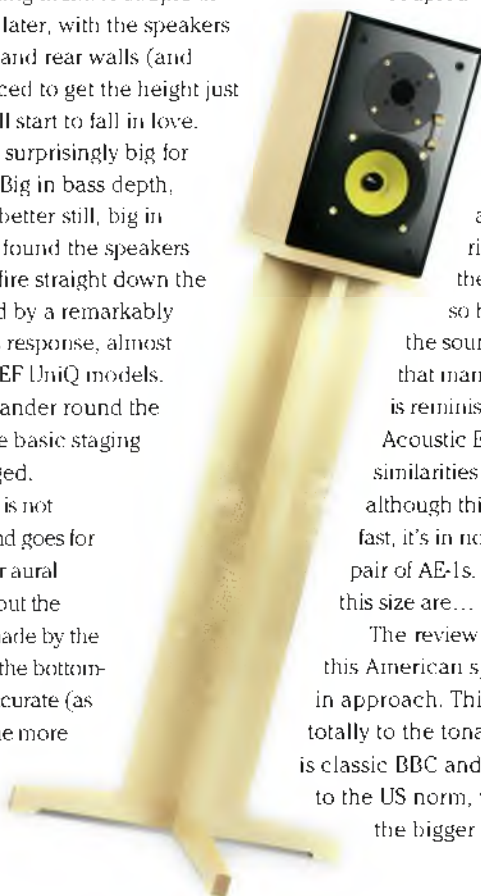 later, with the speakers
and rear walls (and
ced to get the height just
ll start to fall in love.
surprisingly big for
Big in bass depth,
better still, big in
found the speakers
fire straight down the
d by a remarkably
response, almost
EF UniQ models.
ander round the
e basic staging
ged.
is not
nd goes for
r aural
out the
nade by the
the bottom-
curate (as
ne more
a
ri
the
so b
the soun
that man
is reminis
Acoustic E
similarities
although thi
fast, it's in no
pair of AE-1s.
this size are...
The review
this American s
in approach. Thi
totally to the tona
is classic BBC and
to the US norm,
the bigger